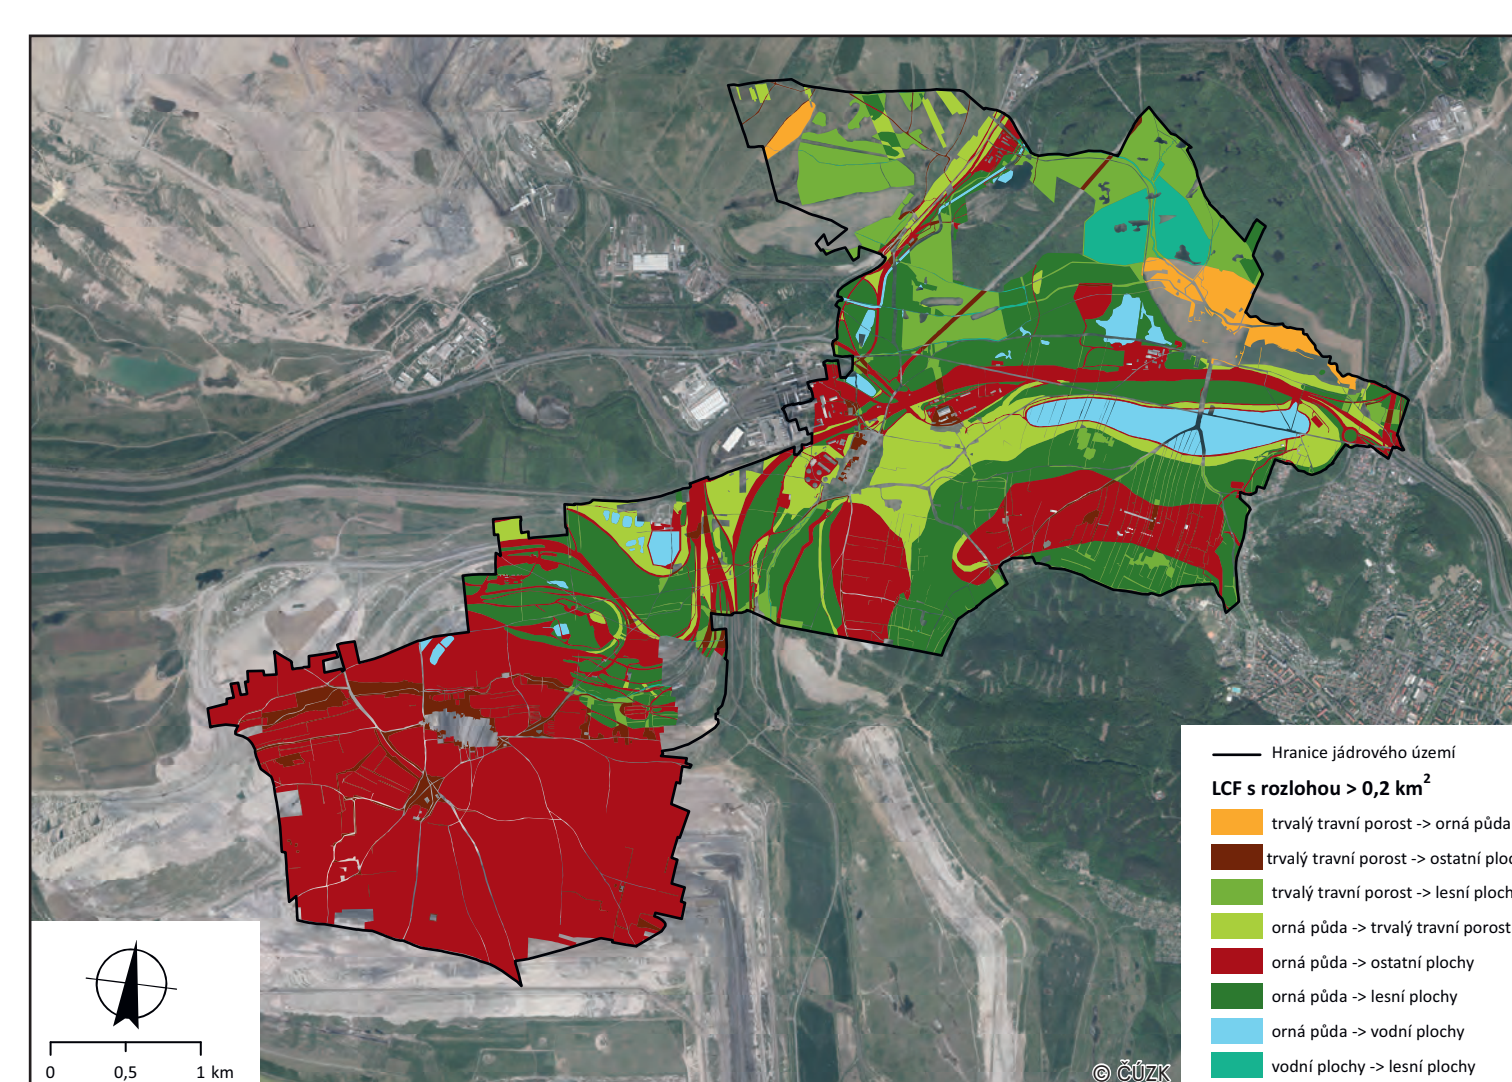 Hranice jádrového území
LCF s rozlohou > 0,2 km²
trvalý travní porost -> orná půda
trvalý travní porost -> ostatní ploc
trvalý travní porost -> lesní ploch
orná půda -> trvalý travní porost
orná půda -> ostatní plochy
orná půda -> lesní plochy
orná půda -> vodní plochy
vodní plochy -> lesní plochy
0 0,5 1 km
© ČÚZK